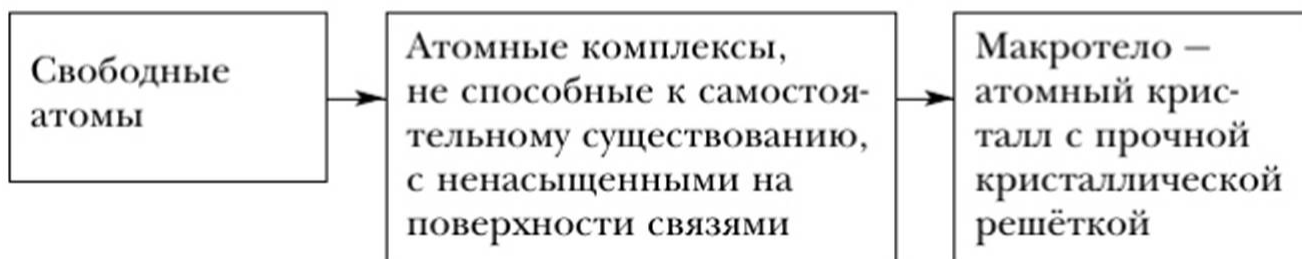 Свободные
атомы
Атомные комплексы,
не способные к самостоя-
тельному существованию,
с ненасыщенными на
поверхности связями
Макротело —
атомный крис-
талл с прочной
кристаллической
решёткой